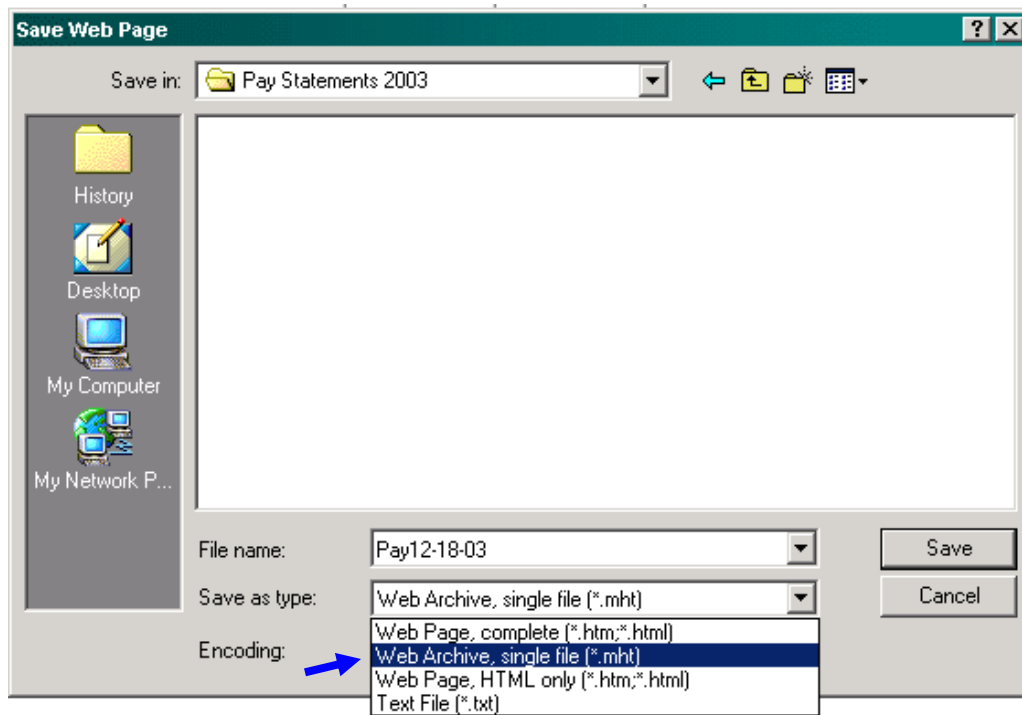 Save Web Page
Save in: Pay Statements 2003
History
Desktop
My Computer
My Network P...
File name: Pay12-18-03 Save
Save as type: Web Archive, single file (*.mht) Cancel
Web Page, complete (*.htm;*.html)
Encoding: Web Archive, single file (*.mht)
Web Page, HTML only (*.htm;*.html)
Text File (*.txt)